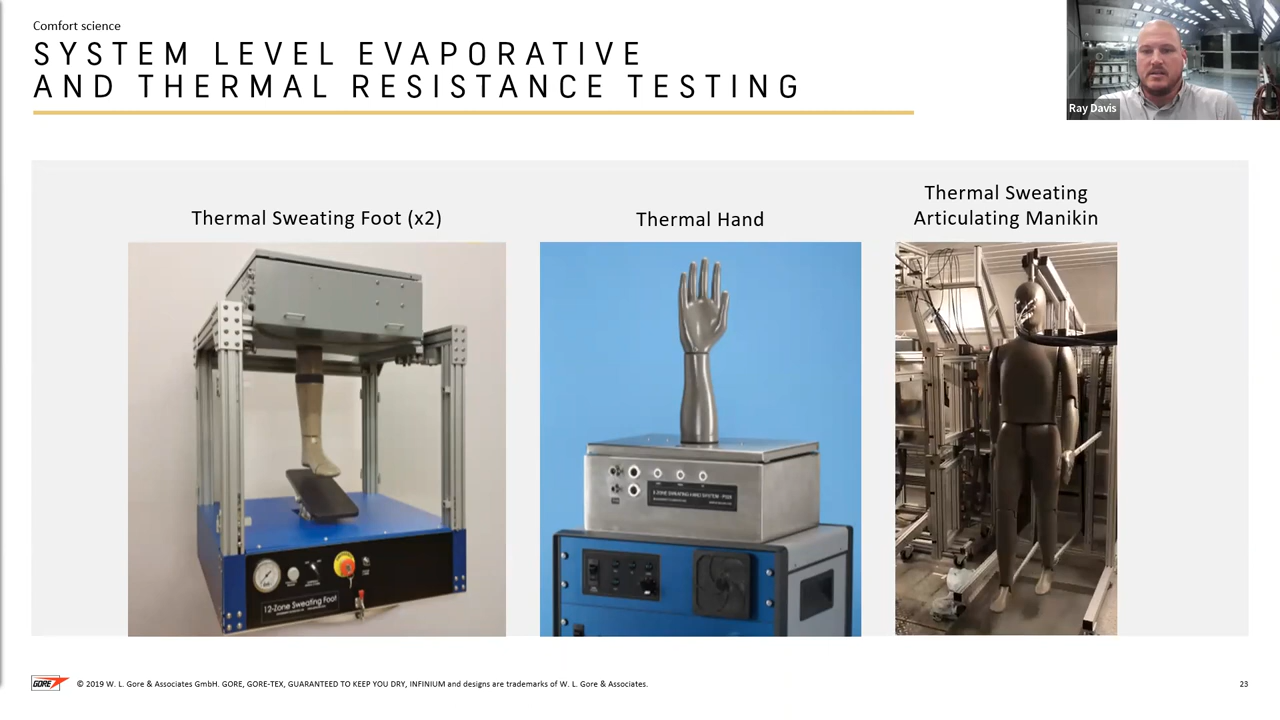 Comfort science
SYSTEM LEVEL EVAPORATIVE
AND THERMAL RESISTANCE TESTING
Ray Davis
Thermal Sweating Foot (x2)
Thermal Hand
Thermal Sweating
Articulating Manikin
12-Zone Sweating Foot
GORE
© 2019 W. L. Gore & Associates GmbH. GORE, GORE-TEX, GUARANTEED TO KEEP YOU DRY, INFINIUM and designs are trademarks of W. L. Gore & Associates.
23